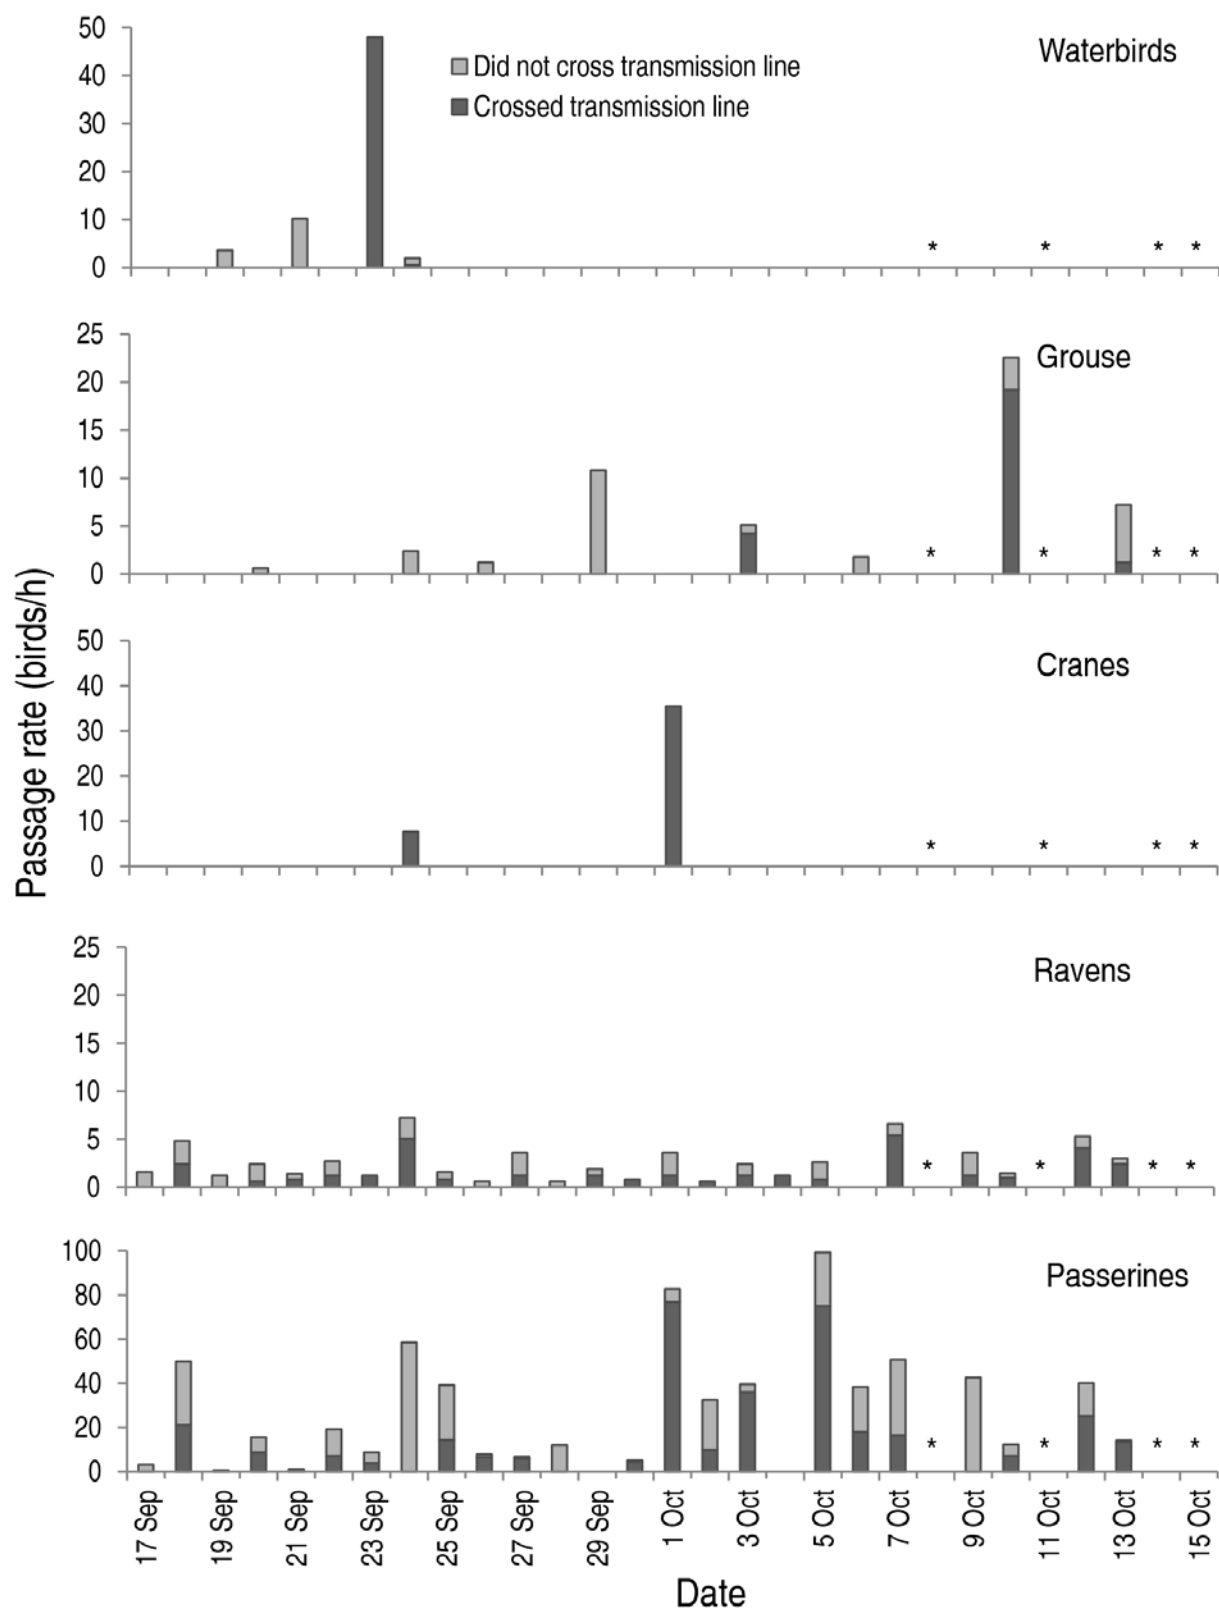 50
40
30
20
10
0
Did not cross transmission line
Crossed transmission line
Waterbirds
* * * *
25
20
15
10
5
0
Grouse
* * * *
50
40
30
20
10
0
Cranes
* * * *
25
20
15
10
5
0
Ravens
* * * *
100
80
60
40
20
0
Passerines
* * * *
Passage rate (birds/h)
17 Sep
19 Sep
21 Sep
23 Sep
25 Sep
27 Sep
29 Sep
1 Oct
3 Oct
5 Oct
7 Oct
9 Oct
11 Oct
13 Oct
15 Oct
Date